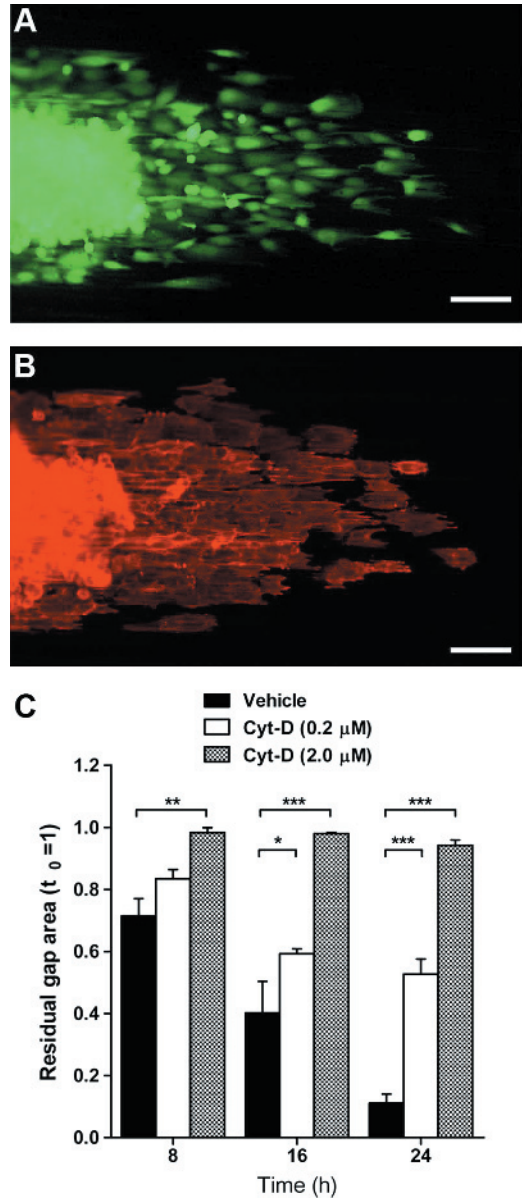 A
B
C
Vehicle
Cyt-D (0.2 μM)
Cyt-D (2.0 μM)
Residual gap area (t 0 =1)
1.2
1.0
0.8
0.6
0.4
0.2
0.0
** *** ***
* ***
8 16 24
Time (h)